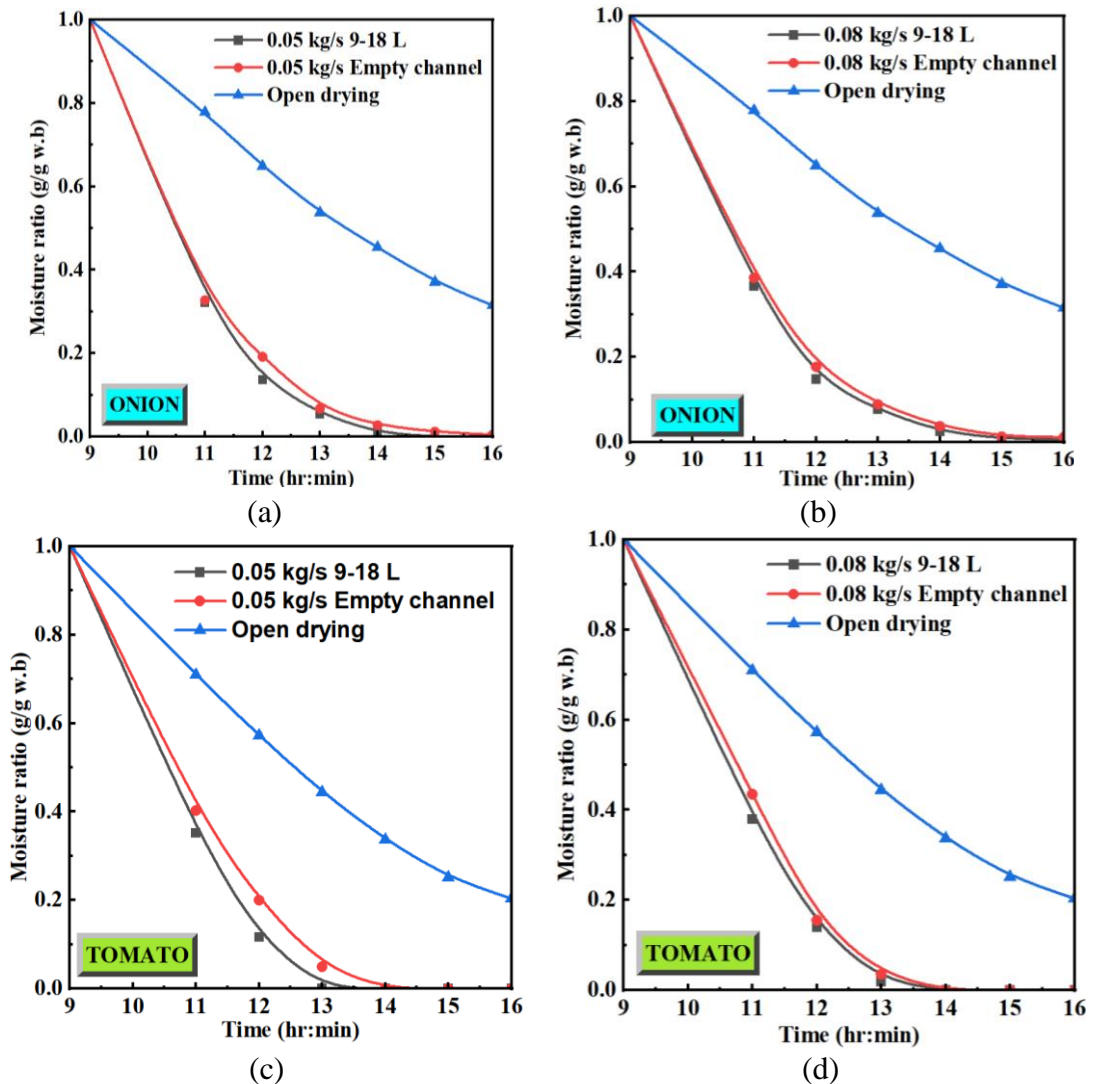 1.0
0.8
0.6
0.4
0.2
0.0
Moisture ratio (g/g w.b)
0.05 kg/s 9-18 L
0.05 kg/s Empty channel
Open drying
ONION
9 10 11 12 13 14 15 16
Time (hr:min)
(a)
1.0
0.8
0.6
0.4
0.2
0.0
Moisture ratio (g/g w.b)
0.08 kg/s 9-18 L
0.08 kg/s Empty channel
Open drying
ONION
9 10 11 12 13 14 15 16
Time (hr:min)
(b)
1.0
0.8
0.6
0.4
0.2
0.0
Moisture ratio (g/g w.b)
0.05 kg/s 9-18 L
0.05 kg/s Empty channel
Open drying
TOMATO
9 10 11 12 13 14 15 16
Time (hr:min)
(c)
1.0
0.8
0.6
0.4
0.2
0.0
Moisture ratio (g/g w.b)
0.08 kg/s 9-18 L
0.08 kg/s Empty channel
Open drying
TOMATO
9 10 11 12 13 14 15 16
Time (hr:min)
(d)